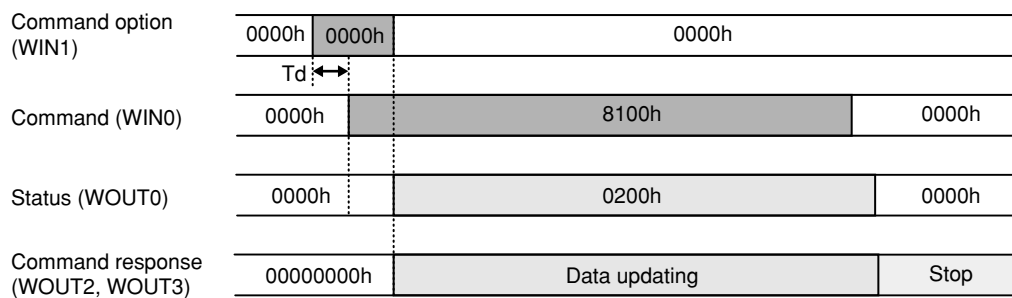 Command option
(WIN1)
0000h 0000h 0000h
Td
Command (WIN0) 0000h 8100h 0000h
Status (WOUT0) 0000h 0200h 0000h
Command response
(WOUT2, WOUT3)
00000000h Data updating Stop